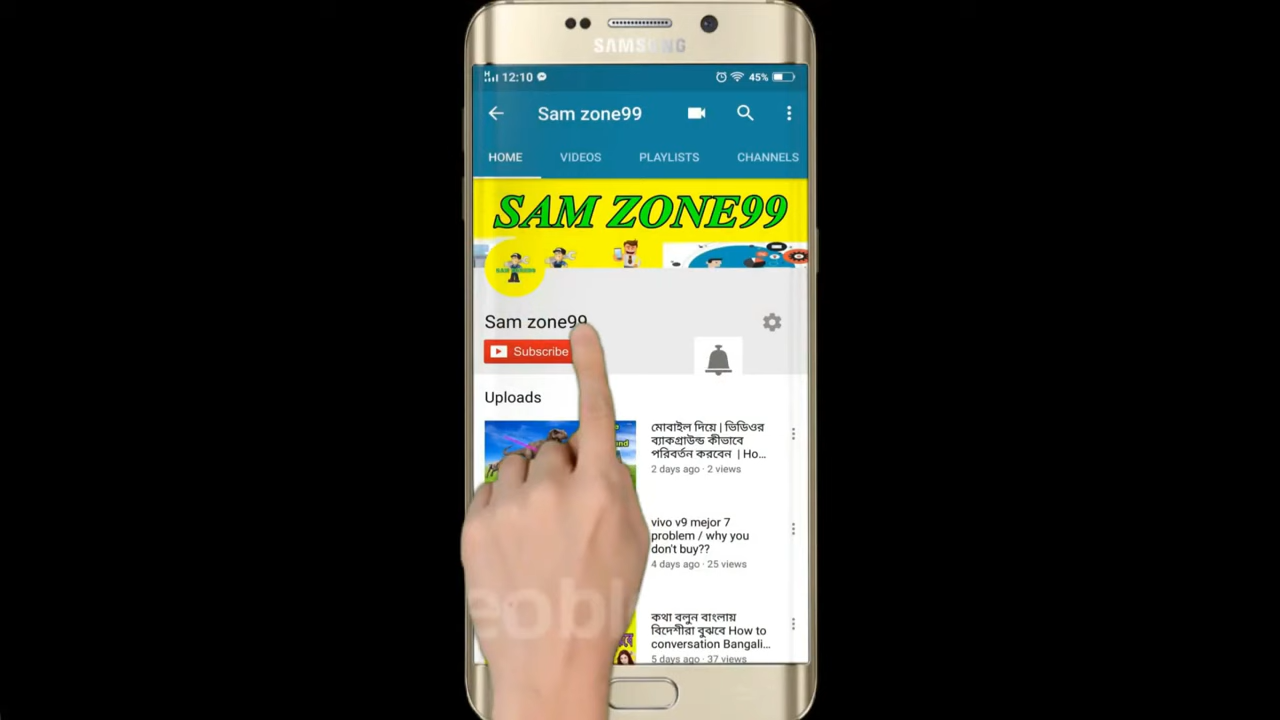 SAMSUNG
H 12:10 45%
Sam zone99
HOME VIDEOS PLAYLISTS CHANNELS
SAM ZONE99
Sam zone99
Subscribe
Uploads
মোবাইল দিয়ে | ভিডিওর
ব্যাকগ্রাউন্ড কীভাবে
পরিবর্তন করবেন | Ho...
2 days ago · 2 views
vivo v9 mejor 7
problem / why you
don't buy??
4 days ago · 25 views
কথা বলুন বাংলায়
বিদেশীরা বুঝবে How to
conversation Bangali...
5 days ago · 37 views